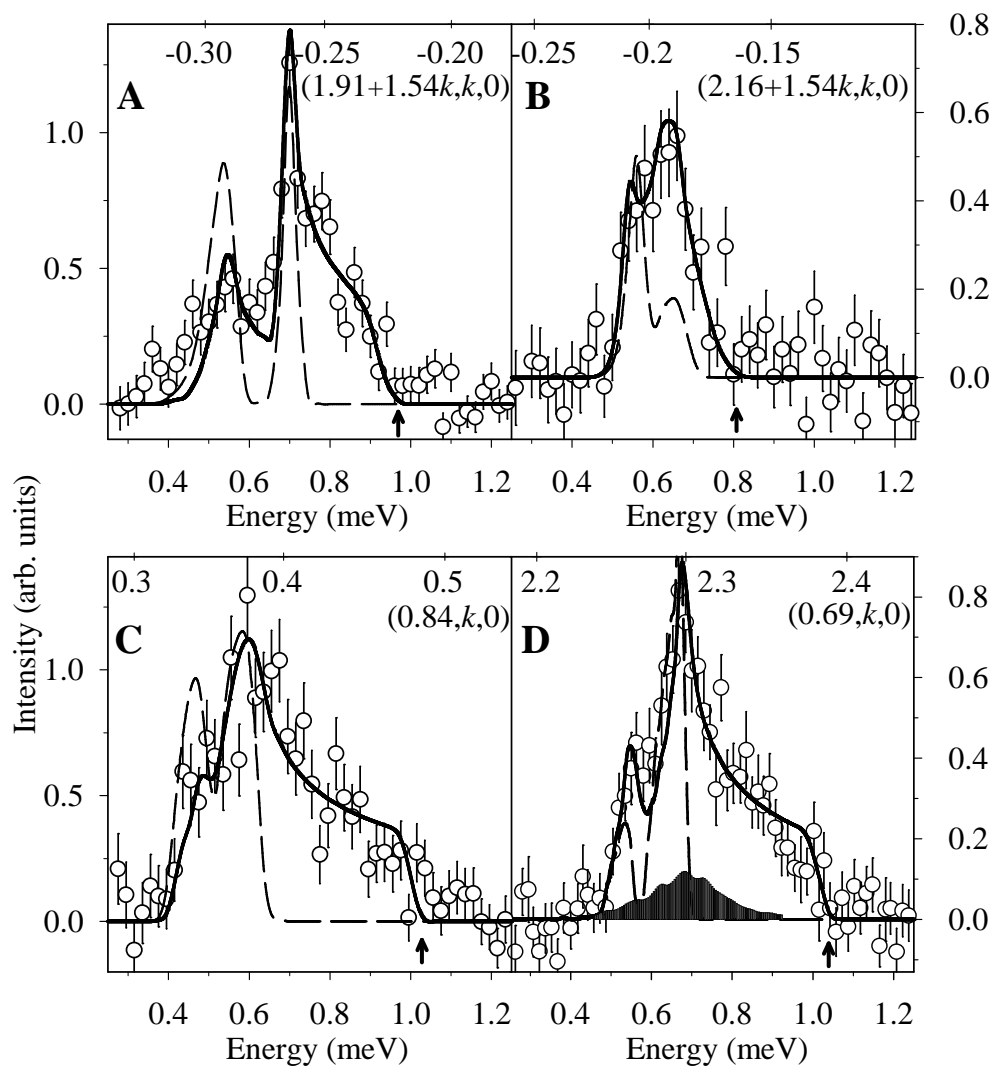 -0.30 -0.25 -0.20
-0.25 -0.2 -0.15
0.8
A
(1.91+1.54k,k,0)
B
(2.16+1.54k,k,0)
1.0
0.5
0.0
0.6
0.4
0.2
0.0
0.4 0.6 0.8 1.0 1.2
0.4 0.6 0.8 1.0 1.2
Energy (meV)
Energy (meV)
Intensity (arb. units)
0.3 0.4 0.5
2.2 2.3 2.4
C
(0.84,k,0)
D
(0.69,k,0)
1.0
0.5
0.0
0.8
0.6
0.4
0.2
0.0
0.4 0.6 0.8 1.0 1.2
0.4 0.6 0.8 1.0 1.2
Energy (meV)
Energy (meV)